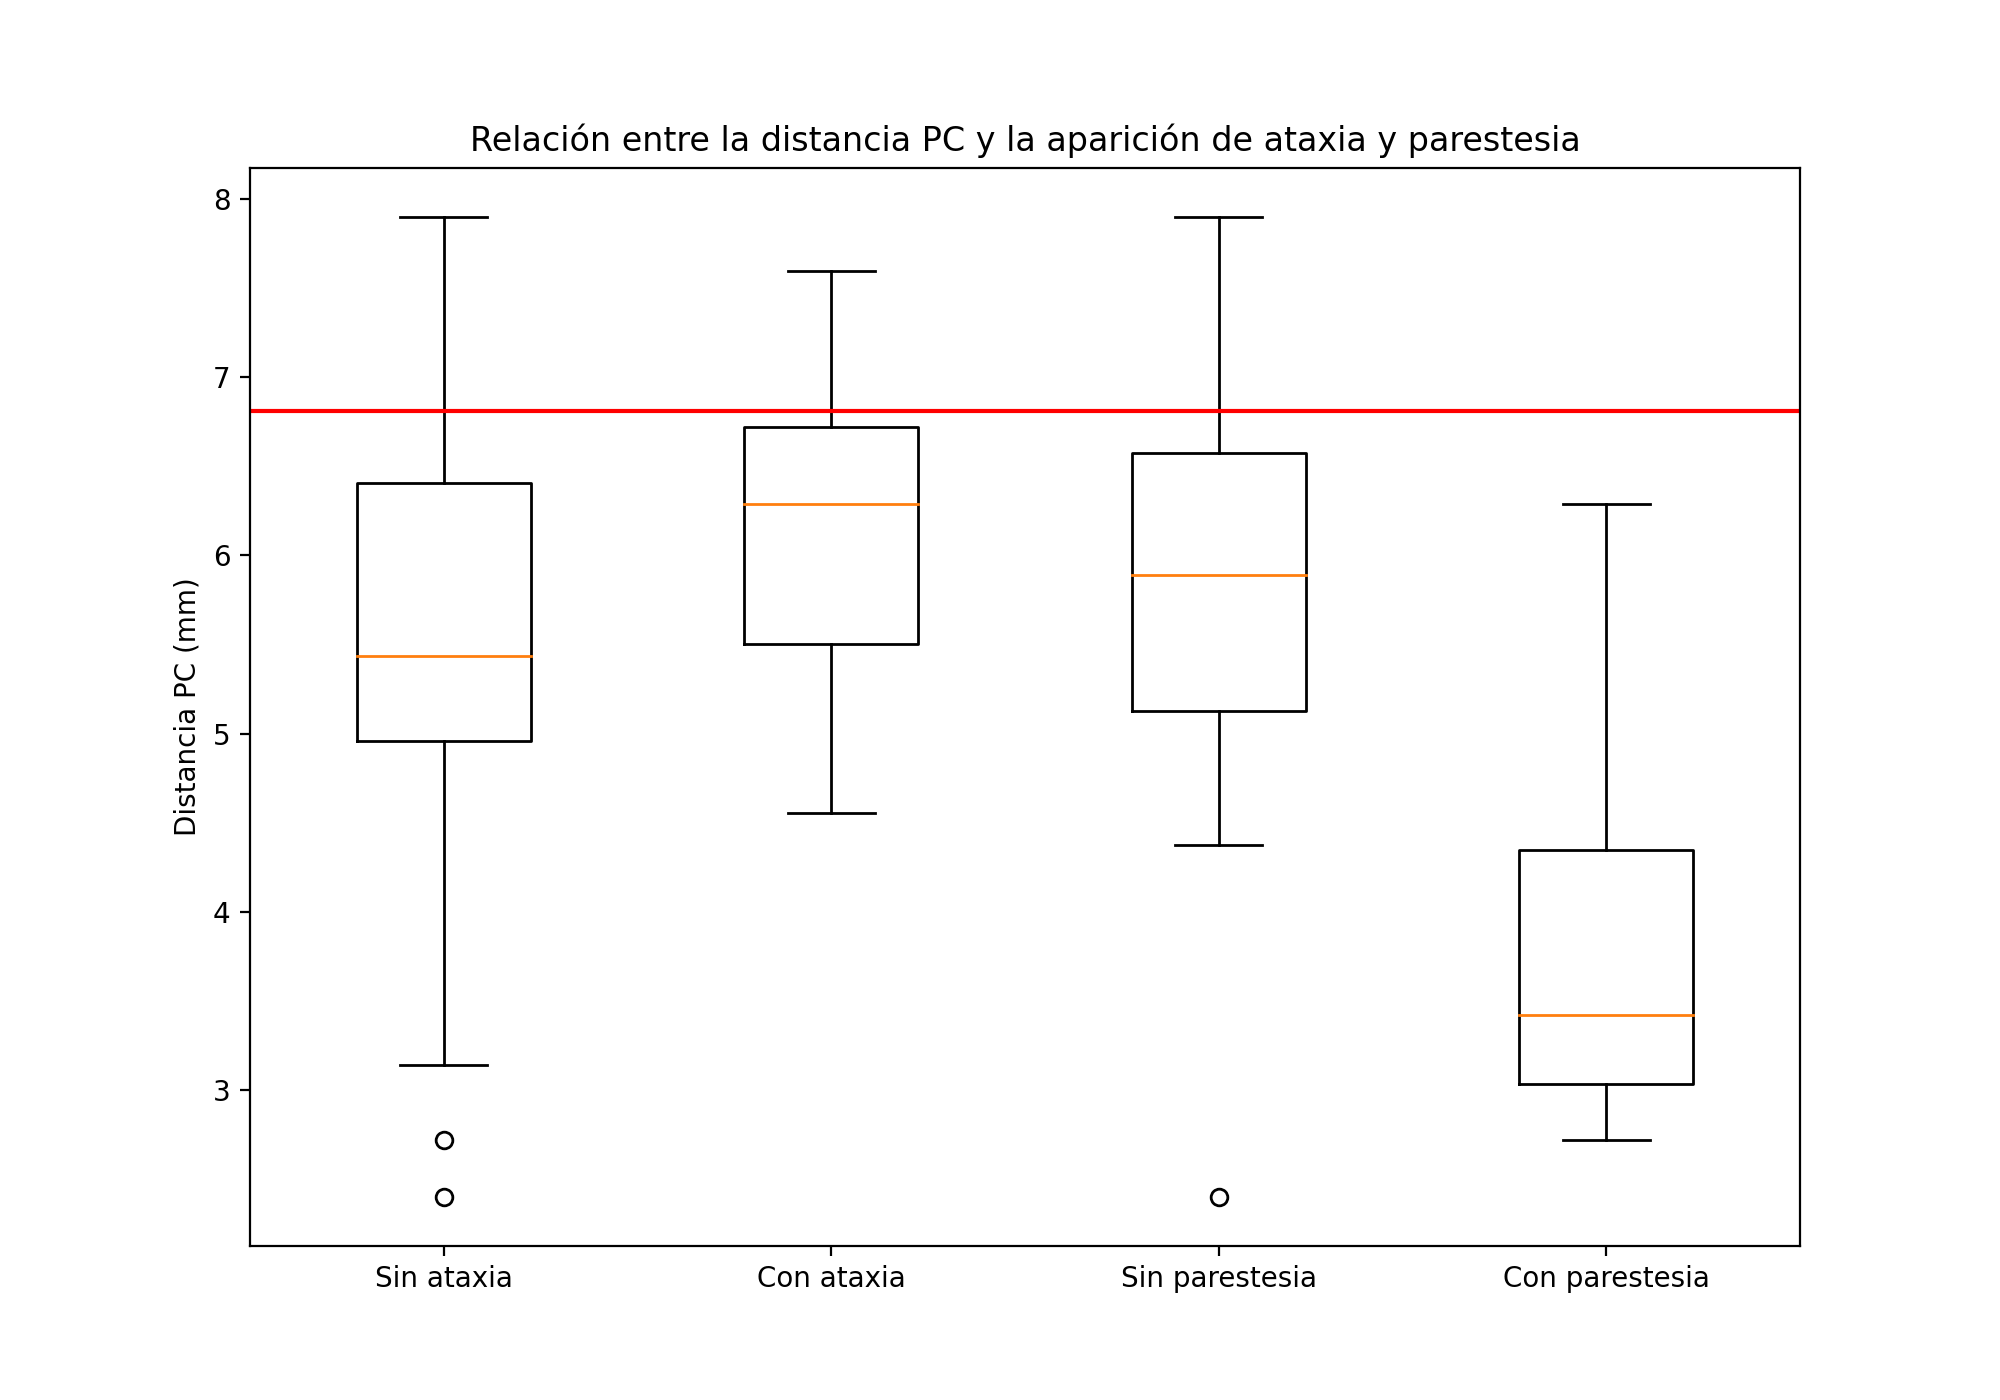 Relación entre la distancia PC y la aparición de ataxia y parestesia
8
7
6
5
4
3
Distancia PC (mm)
Sin ataxia
Con ataxia
Sin parestesia
Con parestesia